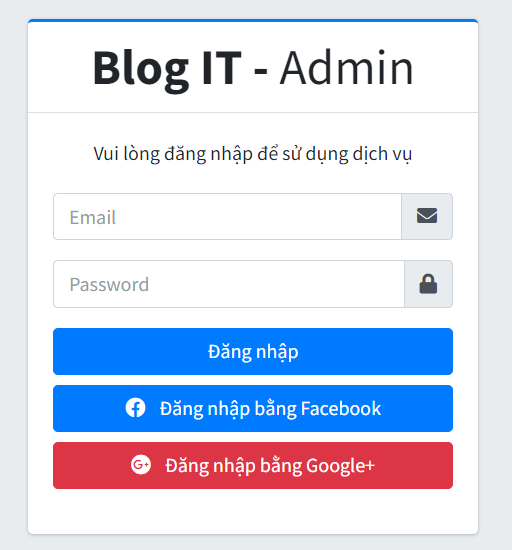 Blog IT - Admin
Vui lòng đăng nhập để sử dụng dịch vụ
Email
Password
Đăng nhập
Đăng nhập bằng Facebook
Đăng nhập bằng Google+